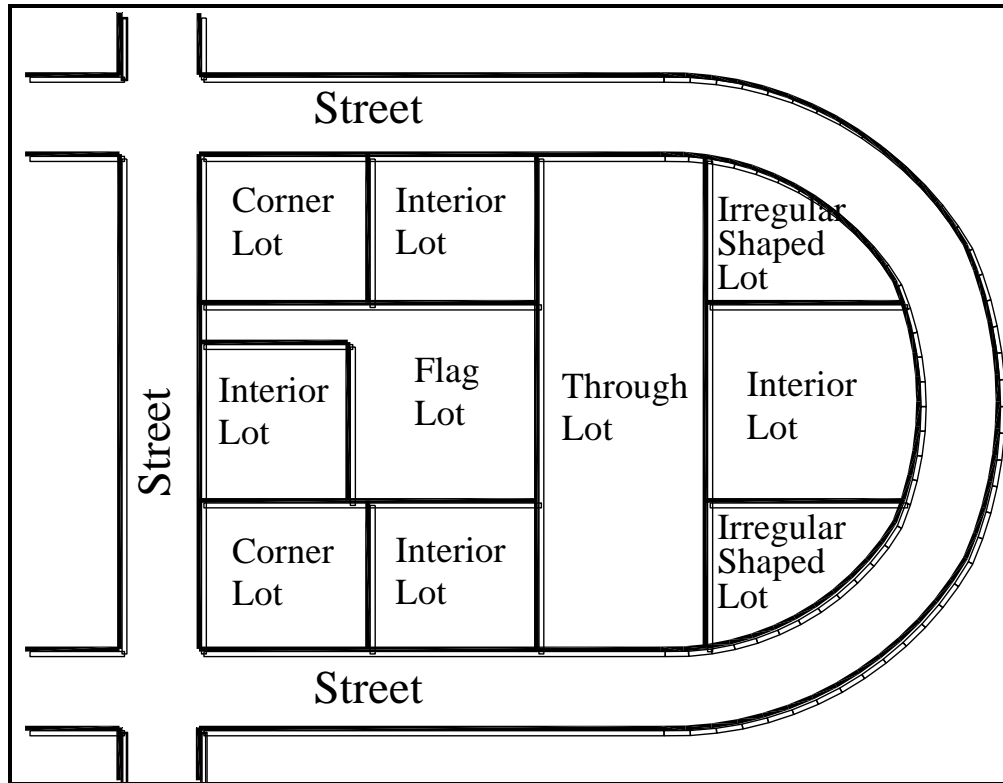 Street
Corner
Lot
Interior
Lot
Irregular
Shaped
Lot
Street
Interior
Lot
Flag
Lot
Through
Lot
Interior
Lot
Corner
Lot
Interior
Lot
Irregular
Shaped
Lot
Street